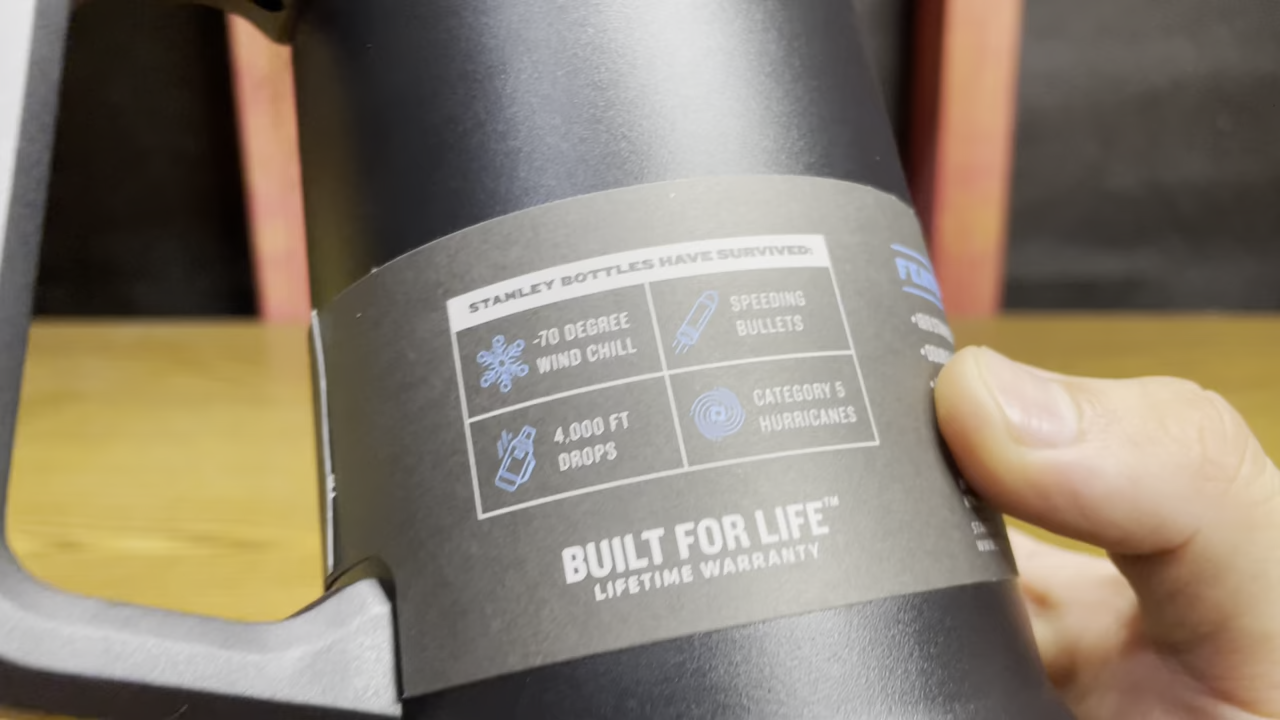 STANLEY BOTTLES HAVE SURVIVED:
-70 DEGREE
WIND CHILL
SPEEDING
BULLETS
4,000 FT
DROPS
CATEGORY 5
HURRICANES
BUILT FOR LIFE™
LIFETIME WARRANTY